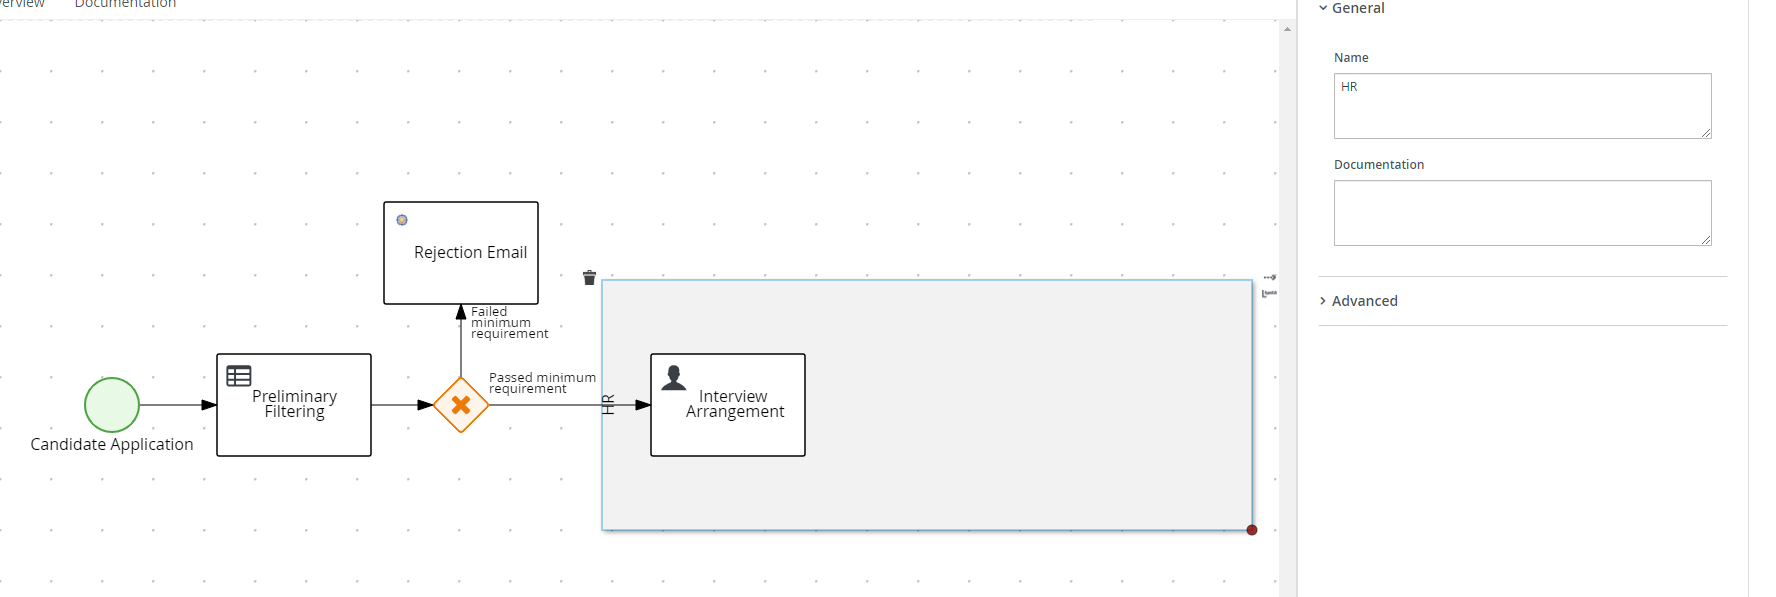 Documentation
General
Name
HR
Documentation
Advanced
Rejection Email
Failed
minimum
requirement
Passed minimum
requirement
HR
Preliminary
Filtering
Interview
Arrangement
Candidate Application